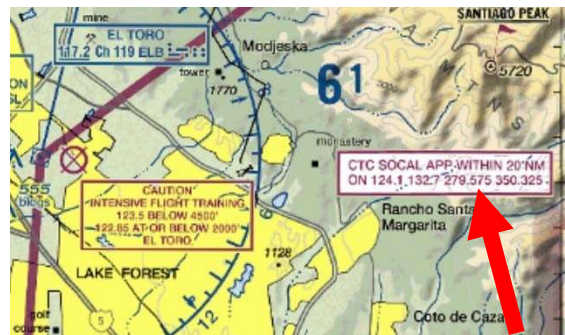 mine
SANTIAGO PEAK
EL TORO
117.2 Ch 119 ELB
Modjeska
tower
1770
6 1
5720
MTNS
monastery
CTC SOCAL APP WITHIN 20 NM
ON 124.1 132.7 279.575 350.325
CAUTION
INTENSIVE FLIGHT TRAINING
123.5 BELOW 4500'
122.85 AT OR BELOW 2000'
EL TORO
555
bldgs
Rancho Santa
Margarita
1128
LAKE FOREST
5
12
golf
course
Coto de Caza